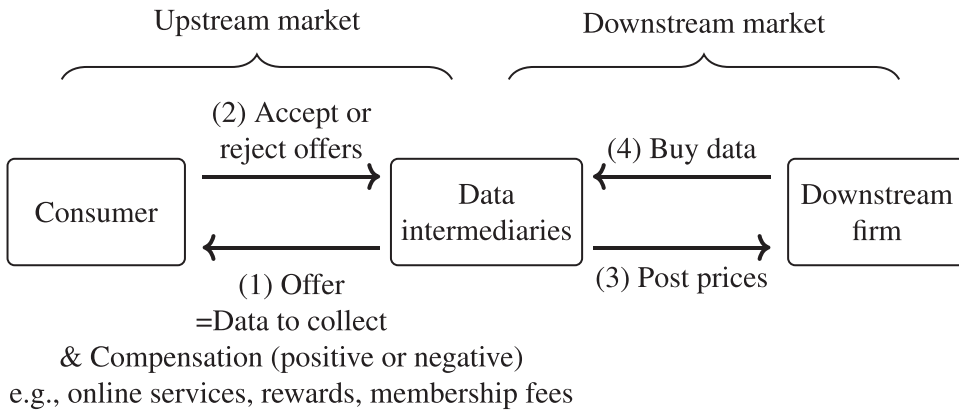 Upstream market
Downstream market
(2) Accept or
reject offers
(4) Buy data
Consumer
Data
intermediaries
Downstream
firm
(1) Offer
=Data to collect
& Compensation (positive or negative)
e.g., online services, rewards, membership fees
(3) Post prices